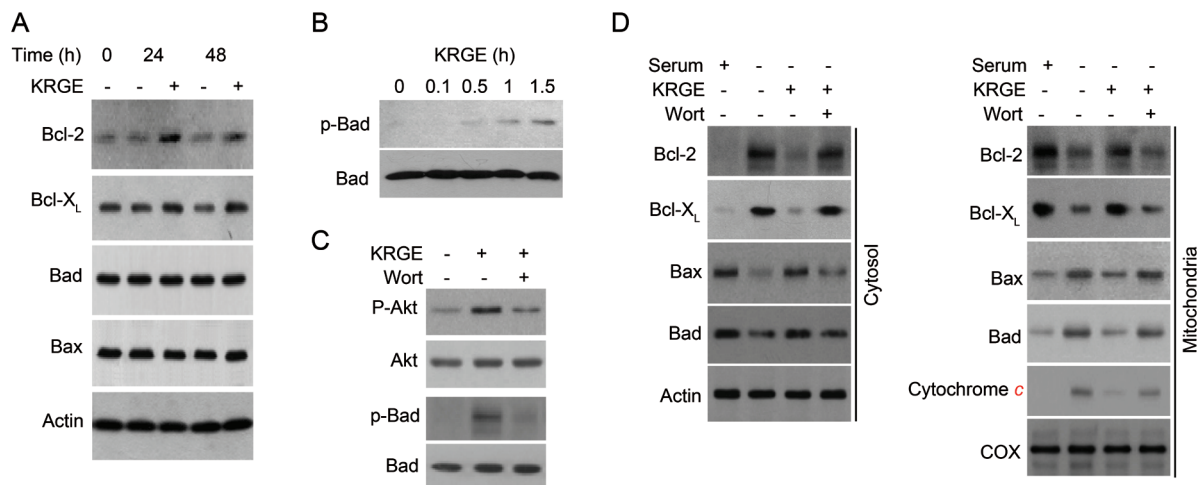 A
Time (h) 0 24 48
KRGE - - + - +
Bcl-2
Bcl-XL
Bad
Bax
Actin
B
KRGE (h)
0 0.1 0.5 1 1.5
p-Bad
Bad
C
KRGE - + +
Wort - - +
P-Akt
Akt
p-Bad
Bad
D
Serum + - - -
KRGE - - + +
Wort - - - +
Bcl-2
Bcl-XL
Bax
Bad
Actin
Cytosol
Serum + - - -
KRGE - - + +
Wort - - - +
Bcl-2
Bcl-XL
Bax
Bad
Cytochrome c
COX
Mitochondria